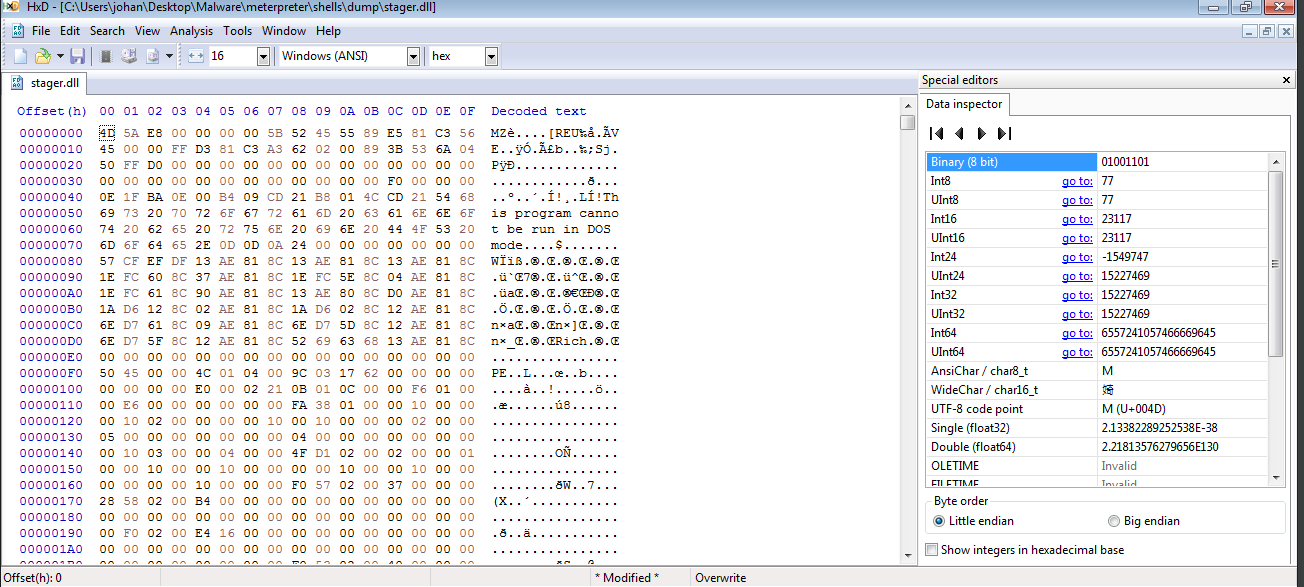 HxD - [C:\Users\johan\Desktop\Malware\meterpreter\shells\dump\stager.dll]
File Edit Search View Analysis Tools Window Help
16 Windows (ANSI) hex
stager.dll
Special editors
Data inspector
Offset(h) 00 01 02 03 04 05 06 07 08 09 0A 0B 0C 0D 0E 0F Decoded text
00000000 4D 5A E8 00 00 00 00 5B 52 45 55 89 E5 81 C3 56 MZè....[REU‰å.ÃV
00000010 45 00 00 FF D3 81 C3 A3 62 02 00 89 3B 53 6A 04 E..ÿÓ.Ã£b..‰;Sj.
00000020 50 FF D0 00 00 00 00 00 00 00 00 00 00 00 00 00 PÿÐ.............
00000030 00 00 00 00 00 00 00 00 00 00 00 00 F0 00 00 00 ............ð...
00000040 0E 1F BA 0E 00 B4 09 CD 21 B8 01 4C CD 21 54 68 ..º..´.Í!¸.LÍ!Th
00000050 69 73 20 70 72 6F 67 72 61 6D 20 63 61 6E 6E 6F is program canno
00000060 74 20 62 65 20 72 75 6E 20 69 6E 20 44 4F 53 20 t be run in DOS
00000070 6D 6F 64 65 2E 0D 0D 0A 24 00 00 00 00 00 00 00 mode....$.......
00000080 57 CF EF DF 13 AE 81 8C 13 AE 81 8C 13 AE 81 8C WÏïß.®.Œ.®.Œ.®.Œ
00000090 1E FC 60 8C 37 AE 81 8C 1E FC 5E 8C 04 AE 81 8C .ü`Œ7®.Œ.ü^Œ.®.Œ
000000A0 1E FC 61 8C 90 AE 81 8C 13 AE 80 8C D0 AE 81 8C .üaŒ.®.Œ.®€ŒÐ®.Œ
000000B0 1A D6 12 8C 02 AE 81 8C 1A D6 02 8C 12 AE 81 8C .Ö.Œ.®.Œ.Ö.Œ.®.Œ
000000C0 6E D7 61 8C 09 AE 81 8C 6E D7 5D 8C 12 AE 81 8C n×aŒ.®.Œn×]Œ.®.Œ
000000D0 6E D7 5F 8C 12 AE 81 8C 52 69 63 68 13 AE 81 8C n×_Œ.®.ŒRich.®.Œ
000000E0 00 00 00 00 00 00 00 00 00 00 00 00 00 00 00 00 ................
000000F0 50 45 00 00 4C 01 04 00 9C 03 17 62 00 00 00 00 PE..L...œ..b....
00000100 00 00 00 00 E0 00 02 21 0B 01 0C 00 00 F6 01 00 ....à..!.....ö..
00000110 00 E6 00 00 00 00 00 00 FA 38 01 00 00 10 00 00 .æ......ú8......
00000120 00 10 02 00 00 00 00 10 00 10 00 00 00 02 00 00 ................
00000130 05 00 00 00 00 00 00 00 04 00 00 00 00 00 00 00 ................
00000140 00 10 03 00 00 04 00 00 4F D1 02 00 02 00 00 01 ........OÑ......
00000150 00 00 10 00 00 10 00 00 00 00 10 00 00 10 00 00 ................
00000160 00 00 00 00 10 00 00 00 F0 57 02 00 37 00 00 00 ........ðW..7...
00000170 28 58 02 00 B4 00 00 00 00 00 00 00 00 00 00 00 (X..´...........
00000180 00 00 00 00 00 00 00 00 00 00 00 00 00 00 00 00 ................
00000190 00 F0 02 00 E4 16 00 00 00 00 00 00 00 00 00 00 .ð..ä...........
000001A0 00 00 00 00 00 00 00 00 00 00 00 00 00 00 00 00 ................
Binary (8 bit) 01001101
Int8 go to: 77
UInt8 go to: 77
Int16 go to: 23117
UInt16 go to: 23117
Int24 go to: -1549747
UInt24 go to: 15227469
Int32 go to: 15227469
UInt32 go to: 15227469
Int64 go to: 6557241057466669645
UInt64 go to: 6557241057466669645
AnsiChar / char8_t M
WideChar / char16_t
UTF-8 code point M (U+004D)
Single (float32) 2.13382289252538E-38
Double (float64) 2.21813576279656E130
OLETIME Invalid
FILETIME Invalid
Byte order
Little endian Big endian
Show integers in hexadecimal base
Offset(h): 0 * Modified * Overwrite